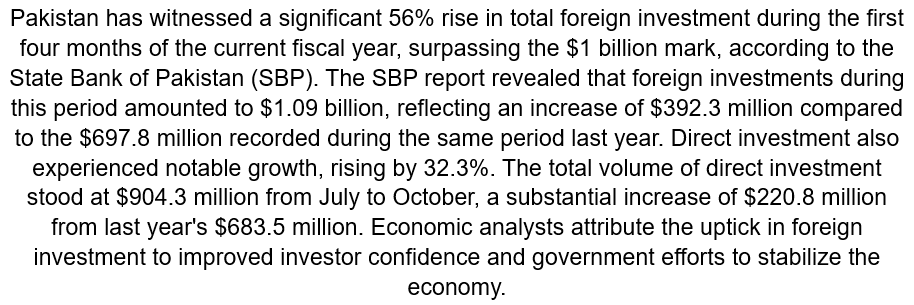 Pakistan has witnessed a significant 56% rise in total foreign investment during the first
four months of the current fiscal year, surpassing the $1 billion mark, according to the
State Bank of Pakistan (SBP). The SBP report revealed that foreign investments during
this period amounted to $1.09 billion, reflecting an increase of $392.3 million compared
to the $697.8 million recorded during the same period last year. Direct investment also
experienced notable growth, rising by 32.3%. The total volume of direct investment
stood at $904.3 million from July to October, a substantial increase of $220.8 million
from last year's $683.5 million. Economic analysts attribute the uptick in foreign
investment to improved investor confidence and government efforts to stabilize the
economy.